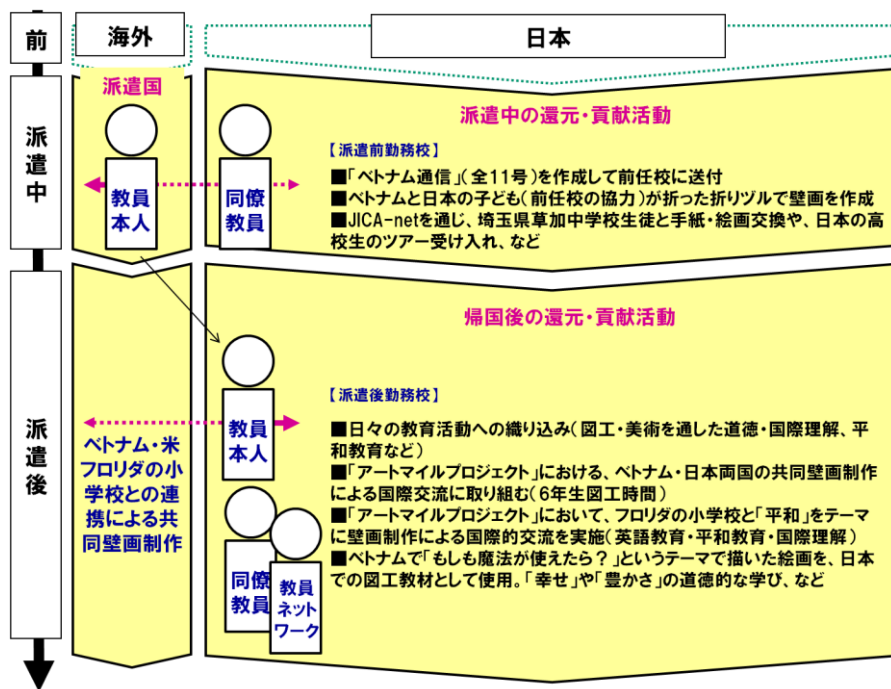 前
海外
日本
派遣中
派遣国
教員
本人
同僚
教員
派遣中の還元・貢献活動
【派遣前勤務校】
■「ベトナム通信」（全11号）を作成して前任校に送付
■ベトナムと日本の子ども（前任校の協力）が折った折りヅルで壁画を作成
■JICA-netを通じ、埼玉県草加中学校生徒と手紙・絵画交換や、日本の高
校生のツアー受け入れ、など
派遣後
ベトナム・米
フロリダの小
学校との連
携による共
同壁画制作
教員
本人
同僚
教員
教員
ネット
ワーク
帰国後の還元・貢献活動
【派遣後勤務校】
■日々の教育活動への織り込み（図工・美術を通した道徳・国際理解、平
和教育など）
■「アートマイルプロジェクト」における、ベトナム・日本両国の共同壁画制作
による国際交流に取り組む（6年生図工時間）
■「アートマイルプロジェクト」において、フロリダの小学校と「平和」をテーマ
に壁画制作による国際的交流を実施（英語教育・平和教育・国際理解）
■ベトナムで「もしも魔法が使えたら？」というテーマで描いた絵画を、日本
での図工教材として使用。「幸せ」や「豊かさ」の道徳的な学び、など